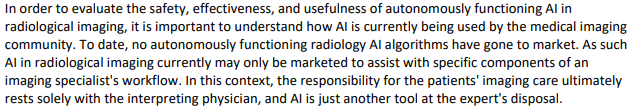 In order to evaluate the safety, effectiveness, and usefulness of autonomously functioning AI in
radiological imaging, it is important to understand how AI is currently being used by the medical imaging
community. To date, no autonomously functioning radiology AI algorithms have gone to market. As such
AI in radiological imaging currently may only be marketed to assist with specific components of an
imaging specialist's workflow. In this context, the responsibility for the patients' imaging care ultimately
rests solely with the interpreting physician, and AI is just another tool at the expert's disposal.